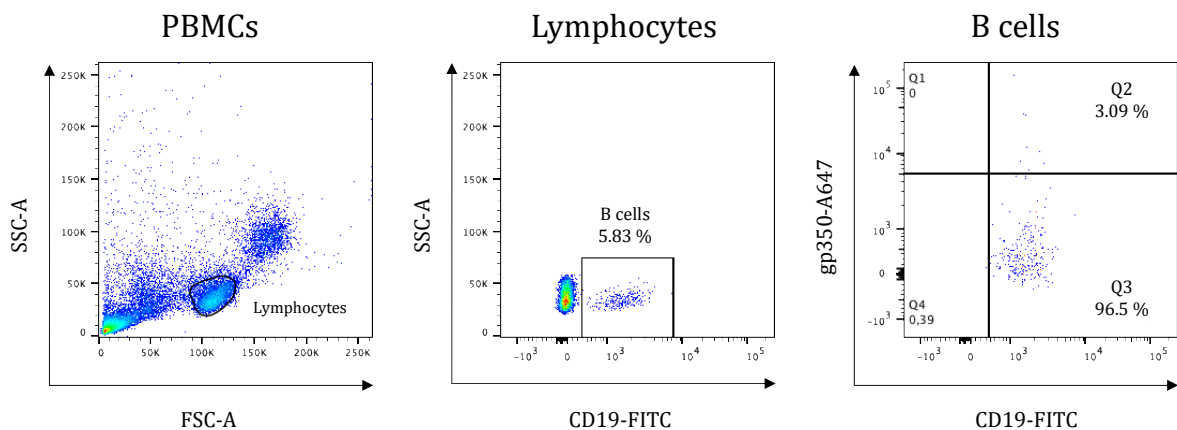 PBMCs
SSC-A
250K
200K
150K
100K
50K
0
Lymphocytes
0 50K 100K 150K 200K 250K
FSC-A
Lymphocytes
SSC-A
250K
200K
150K
100K
50K
0
B cells
5.83 %
-10³ 0 10³ 10⁴ 10⁵
CD19-FITC
B cells
gp350-A647
10⁵
10⁴
10³
0
-10³
Q1
0
Q2
3.09 %
Q3
96.5 %
Q4
0,39
-10³ 0 10³ 10⁴ 10⁵
CD19-FITC